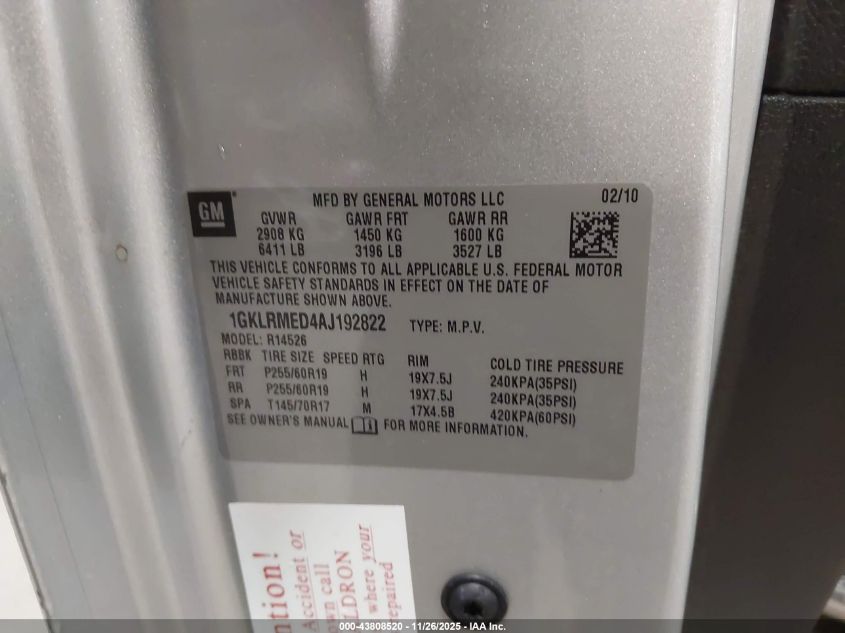 GM
MFD BY GENERAL MOTORS LLC 02/10
GVWR GAWR FRT GAWR RR
2908 KG 1450 KG 1600 KG
6411 LB 3196 LB 3527 LB
THIS VEHICLE CONFORMS TO ALL APPLICABLE U.S. FEDERAL MOTOR
VEHICLE SAFETY STANDARDS IN EFFECT ON THE DATE OF
MANUFACTURE SHOWN ABOVE.
1GKLRMED4AJ192822 TYPE: M.P.V.
MODEL: R14526
RBBK TIRE SIZE SPEED RTG RIM COLD TIRE PRESSURE
FRT P255/60R19 H 19X7.5J 240KPA(35PSI)
RR P255/60R19 H 19X7.5J 240KPA(35PSI)
SPA T145/70R17 M 17X4.5B 420KPA(60PSI)
SEE OWNER'S MANUAL FOR MORE INFORMATION.
ntion!
Accident or
own call
LDRON
where your
epaired
000-43808520 - 11/26/2025 - IAA Inc.